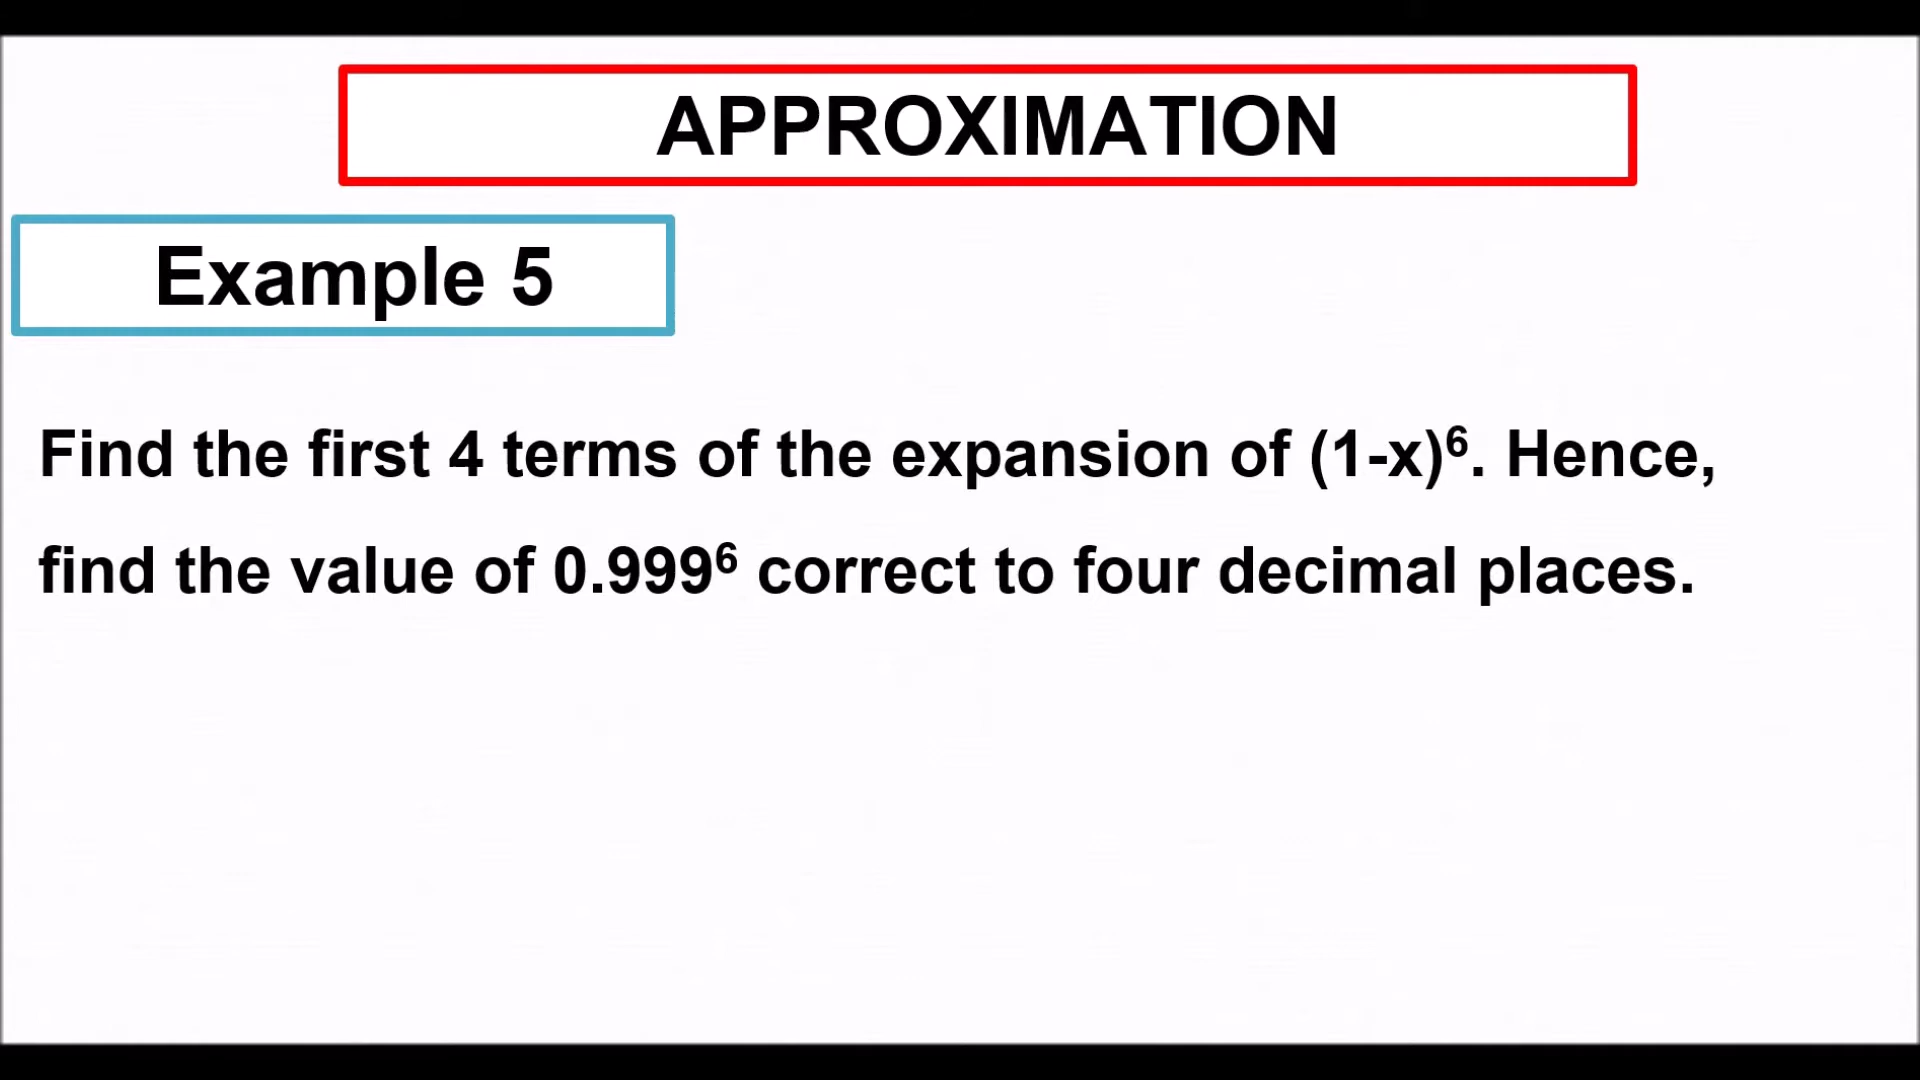 APPROXIMATION
Example 5
Find the first 4 terms of the expansion of (1-x)⁶. Hence,
find the value of 0.999⁶ correct to four decimal places.